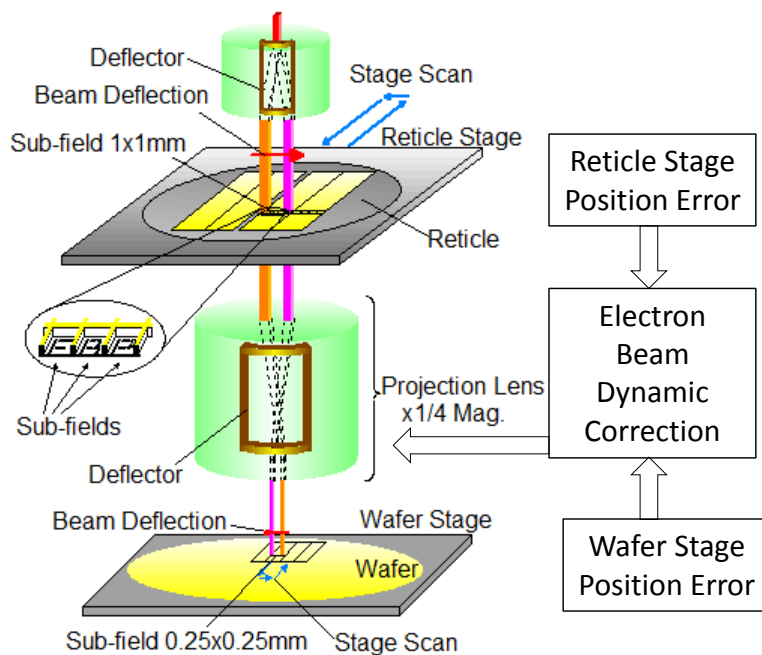 Deflector
Beam Deflection
Sub-field 1x1mm
Stage Scan
Reticle Stage
Reticle
Reticle Stage
Position Error
Sub-fields
Deflector
Projection Lens
x1/4 Mag.
Electron
Beam
Dynamic
Correction
Beam Deflection
Wafer Stage
Wafer
Sub-field 0.25x0.25mm
Stage Scan
Wafer Stage
Position Error